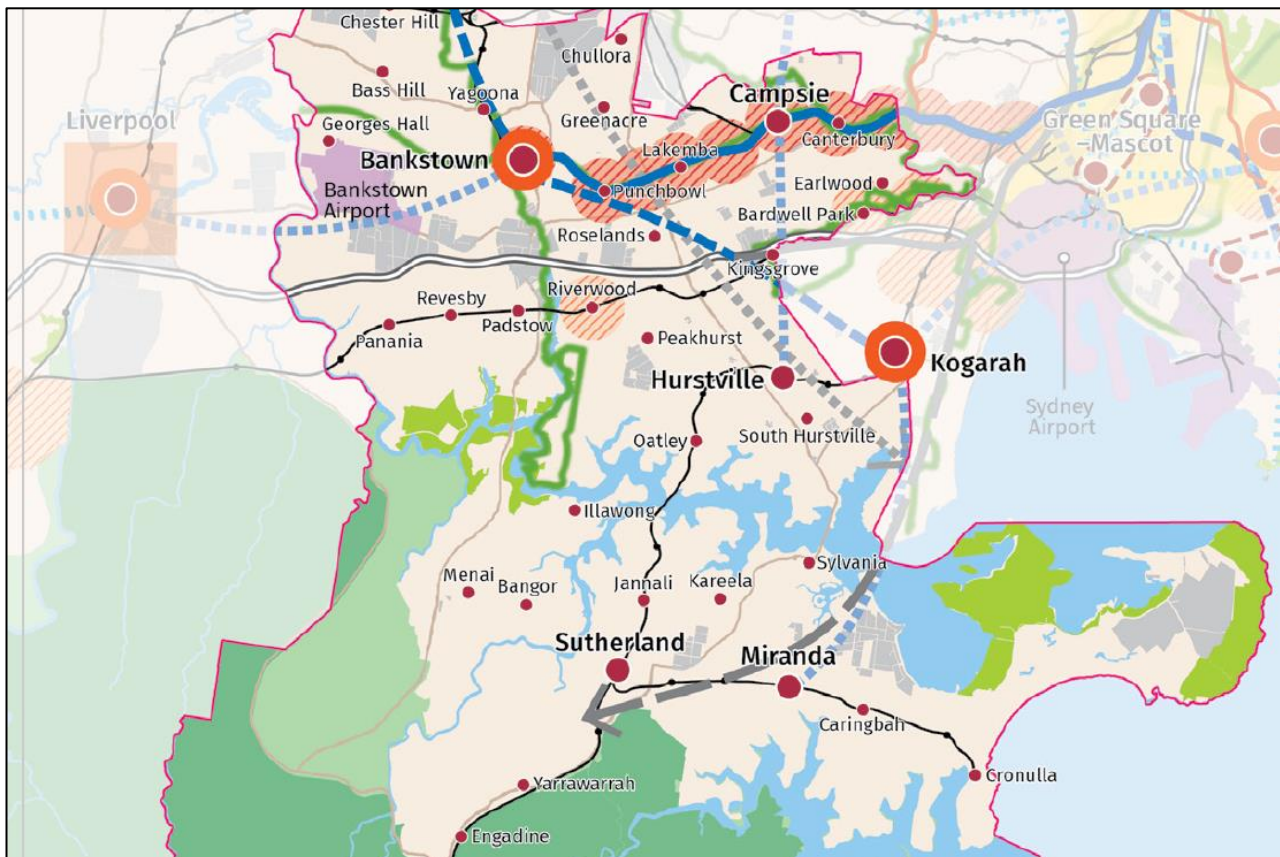 Chester Hill
Chullora
Bass Hill
Yagoona
Campsie
Liverpool
Greenacre
Georges Hall
Canterbury
Green Square
–Mascot
Bankstown
Lakemba
Earlwood
Bankstown
Airport
Punchbowl
Bardwell Park
Roselands
Kingsgrove
Riverwood
Revesby
Padstow
Panania
Peakhurst
Kogarah
Hurstville
Sydney
Airport
South Hurstville
Oatley
Illawong
Sylvania
Menai
Bangor
Jannali
Kareela
Sutherland
Miranda
Caringbah
Cronulla
Yarrawarrah
Engadine